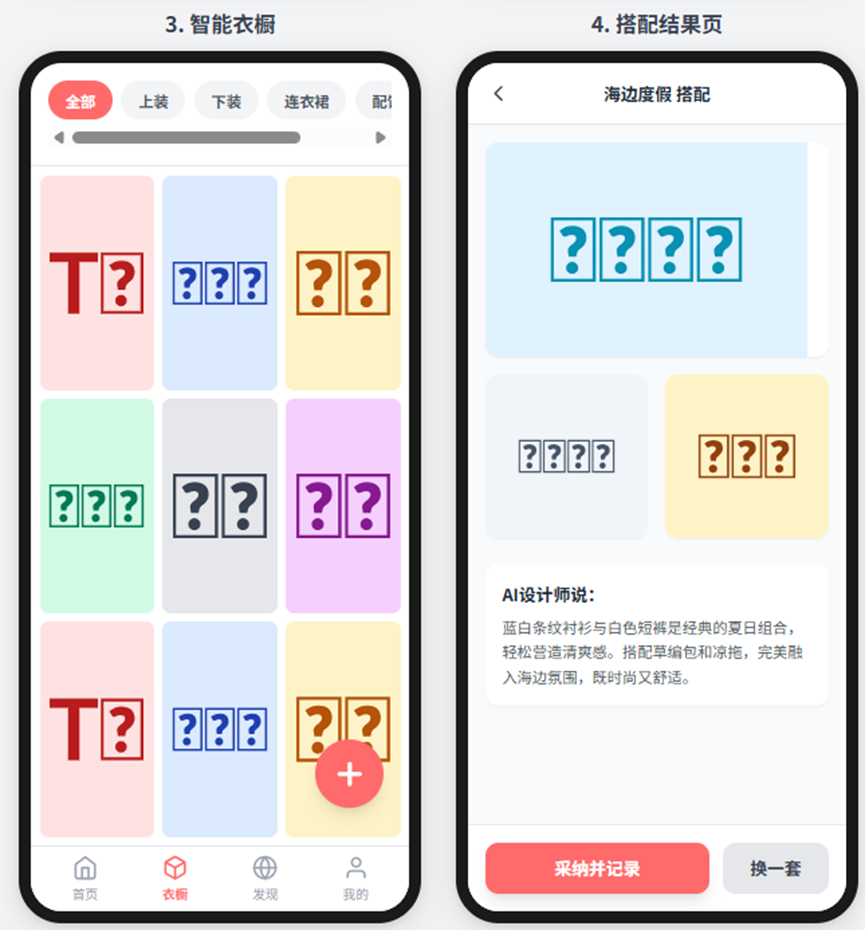 3. 智能衣橱
全部 上装 下装 连衣裙
T
T
首页 衣橱 发现 我的
4. 搭配结果页
海边度假 搭配
AI设计师说：
蓝白条纹衬衫与白色短裤是经典的夏日组合，
轻松营造清爽感。搭配草编包和凉拖，完美融
入海边氛围，既时尚又舒适。
采纳并记录 换一套